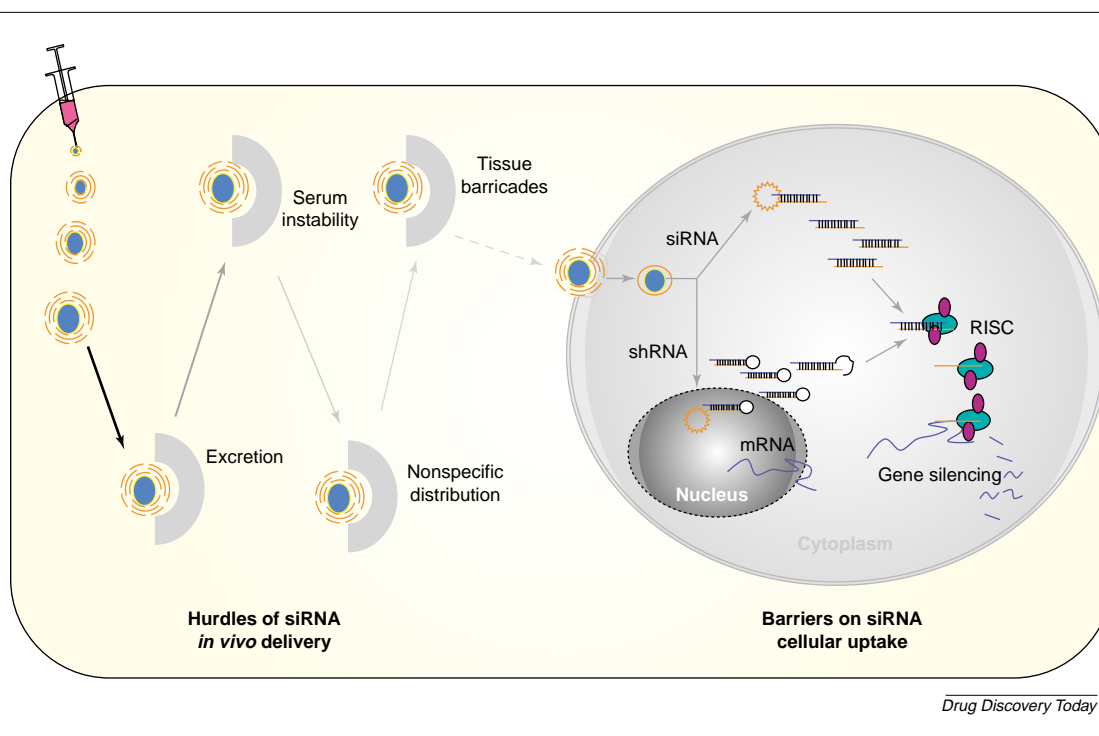 Tissue
barricades
Serum
instability
siRNA
RISC
shRNA
mRNA
Excretion
Nonspecific
distribution
Gene silencing
Nucleus
Cytoplasm
Hurdles of siRNA
in vivo delivery
Barriers on siRNA
cellular uptake
Drug Discovery Today